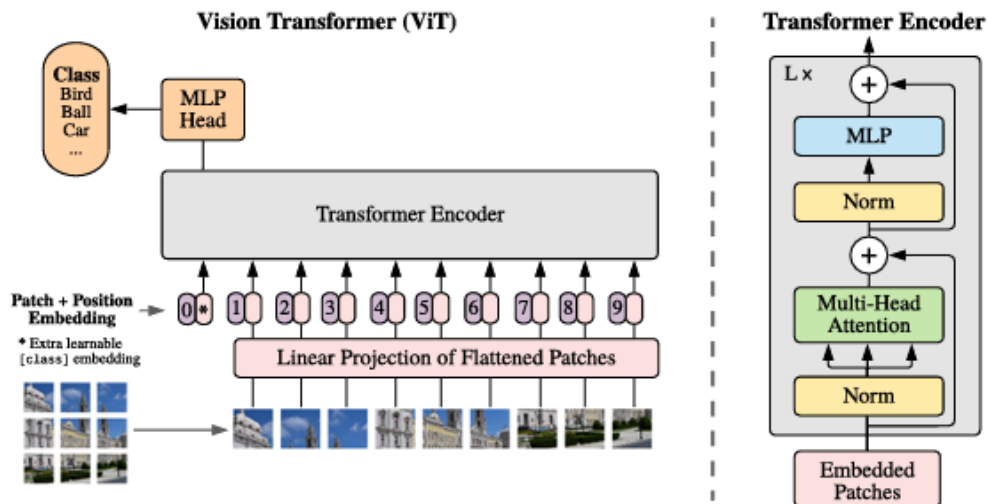 Vision Transformer (ViT)
Class
Bird
Ball
Car
...
MLP
Head
Transformer Encoder
Patch + Position
Embedding
* Extra learnable
[class] embedding
0 * 1 2 3 4 5 6 7 8 9
Linear Projection of Flattened Patches
Transformer Encoder
L ×
+
MLP
Norm
+
Multi-Head
Attention
Norm
Embedded
Patches